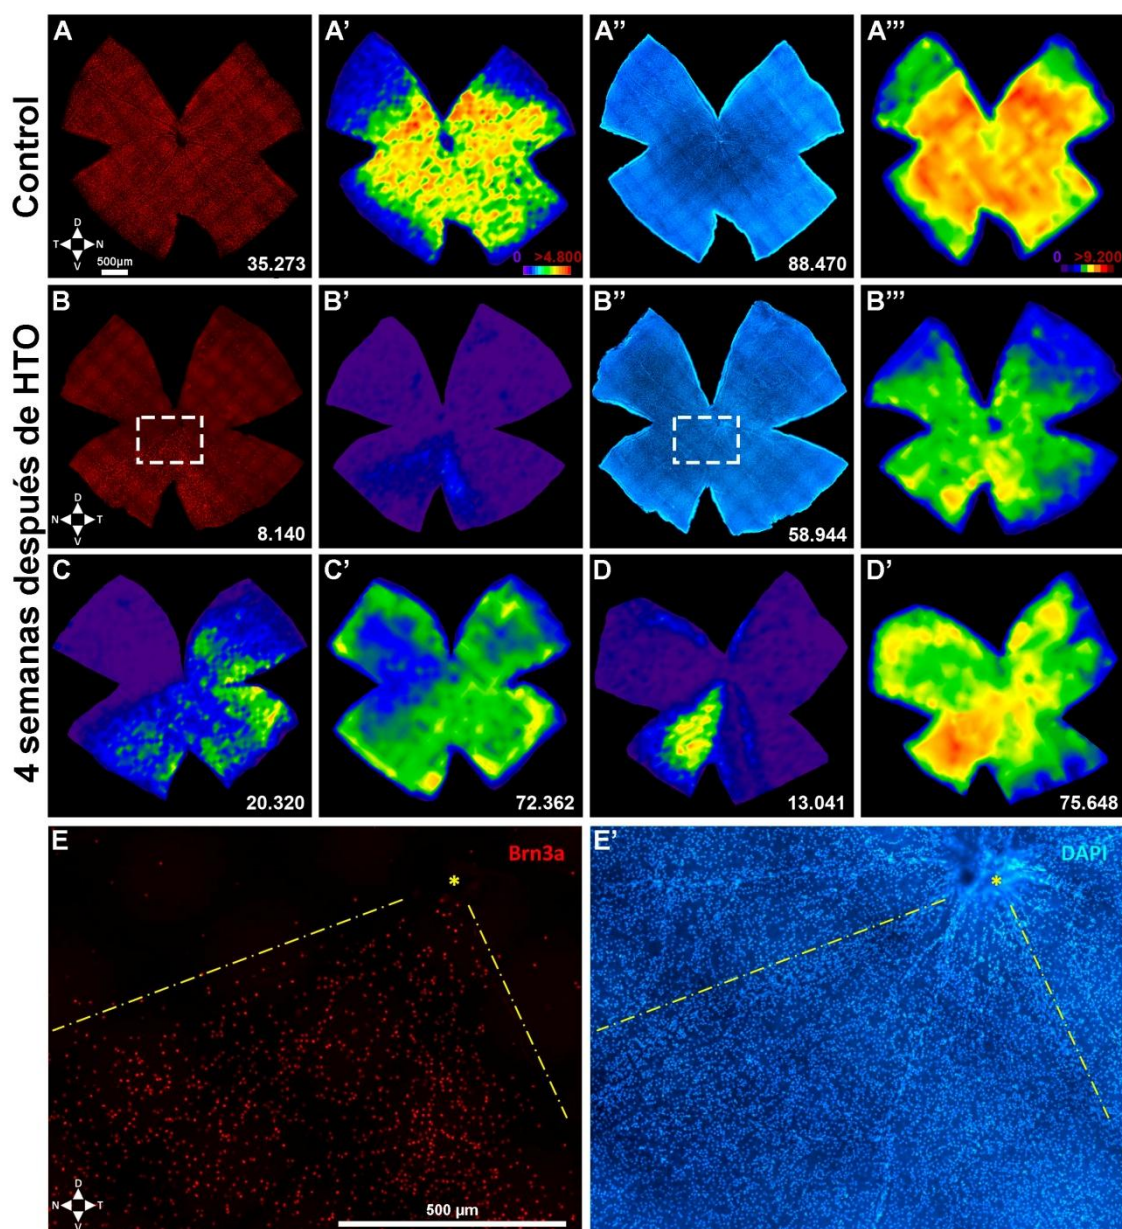 Control
A
A'
A''
A'''
D
T N
V
500µm
35.273
0 >4.800
88.470
0 >9.200
4 semanas después de HTO
B
B'
B''
B'''
D
N T
V
8.140
58.944
C
C'
D
D'
20.320
72.362
13.041
75.648
E
Brn3a
*
E'
DAPI
*
D
N T
V
500 µm